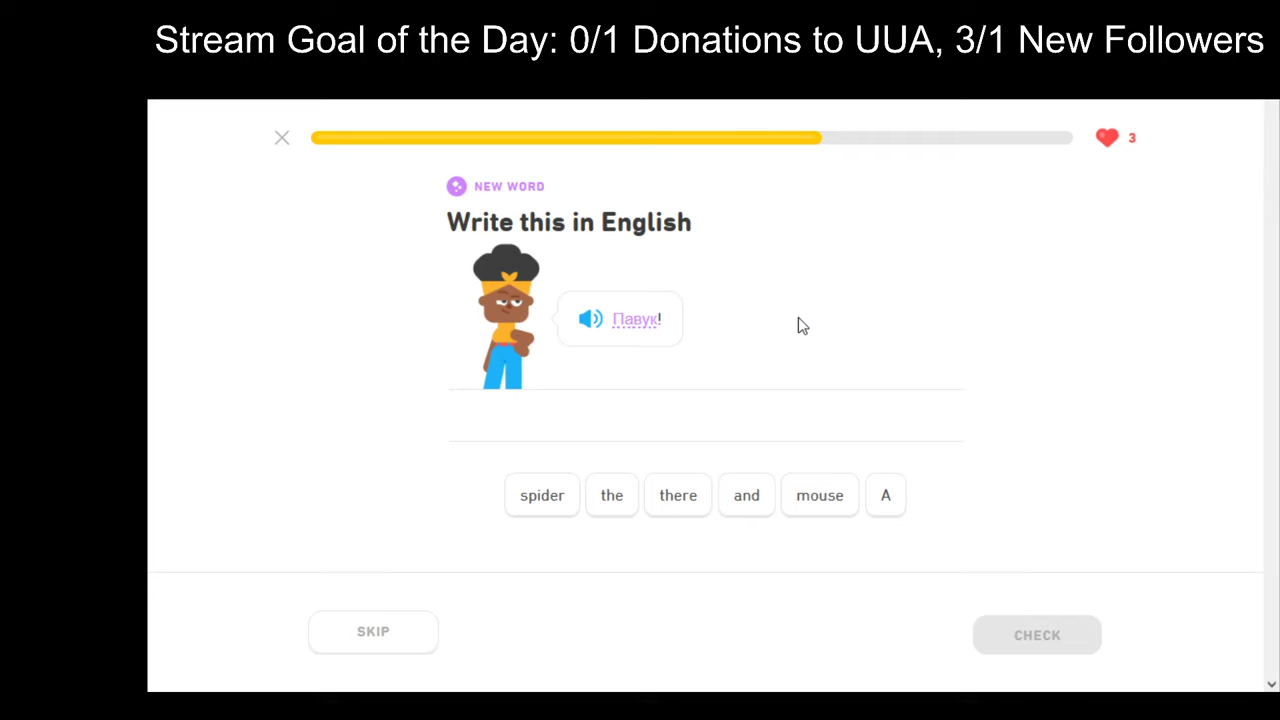 Stream Goal of the Day: 0/1 Donations to UUA, 3/1 New Followers
3
NEW WORD
Write this in English
Павук!
spider the there and mouse A
SKIP CHECK